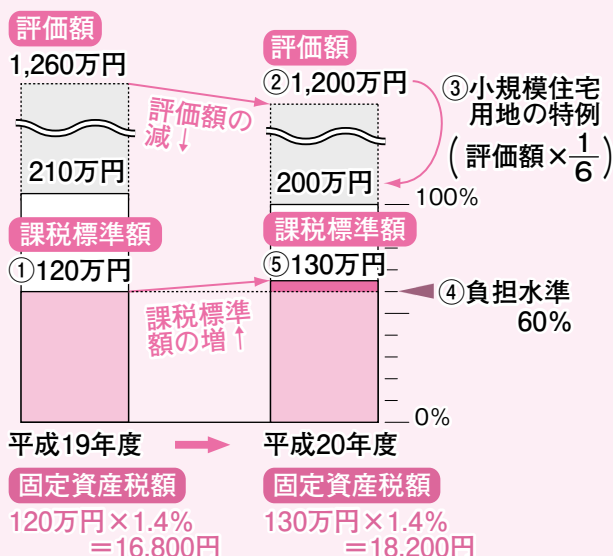 評価額
1,260万円
210万円
課税標準額
①120万円
平成19年度
固定資産税額
120万円×1.4%
＝16,800円
評価額の
減↓
課税標準
額の増↑
評価額
②1,200万円
200万円
課税標準額
⑤130万円
平成20年度
固定資産税額
130万円×1.4%
＝18,200円
③小規模住宅
用地の特例
(評価額×1/6)
100%
④負担水準
60%
0%